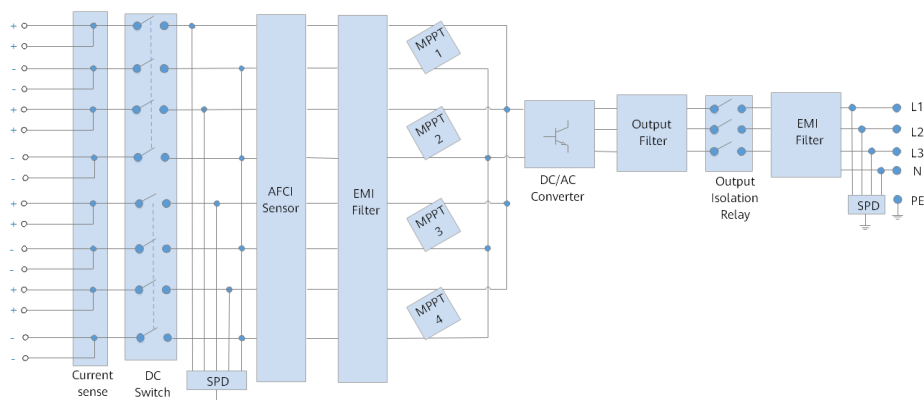 +
+
-
-
+
+
-
-
+
+
-
-
+
+
-
-
Current
sense
DC
Switch
SPD
AFCI
Sensor
EMI
Filter
MPPT
1
MPPT
2
MPPT
3
MPPT
4
DC/AC
Converter
Output
Filter
Output
Isolation
Relay
EMI
Filter
SPD
L1
L2
L3
N
PE